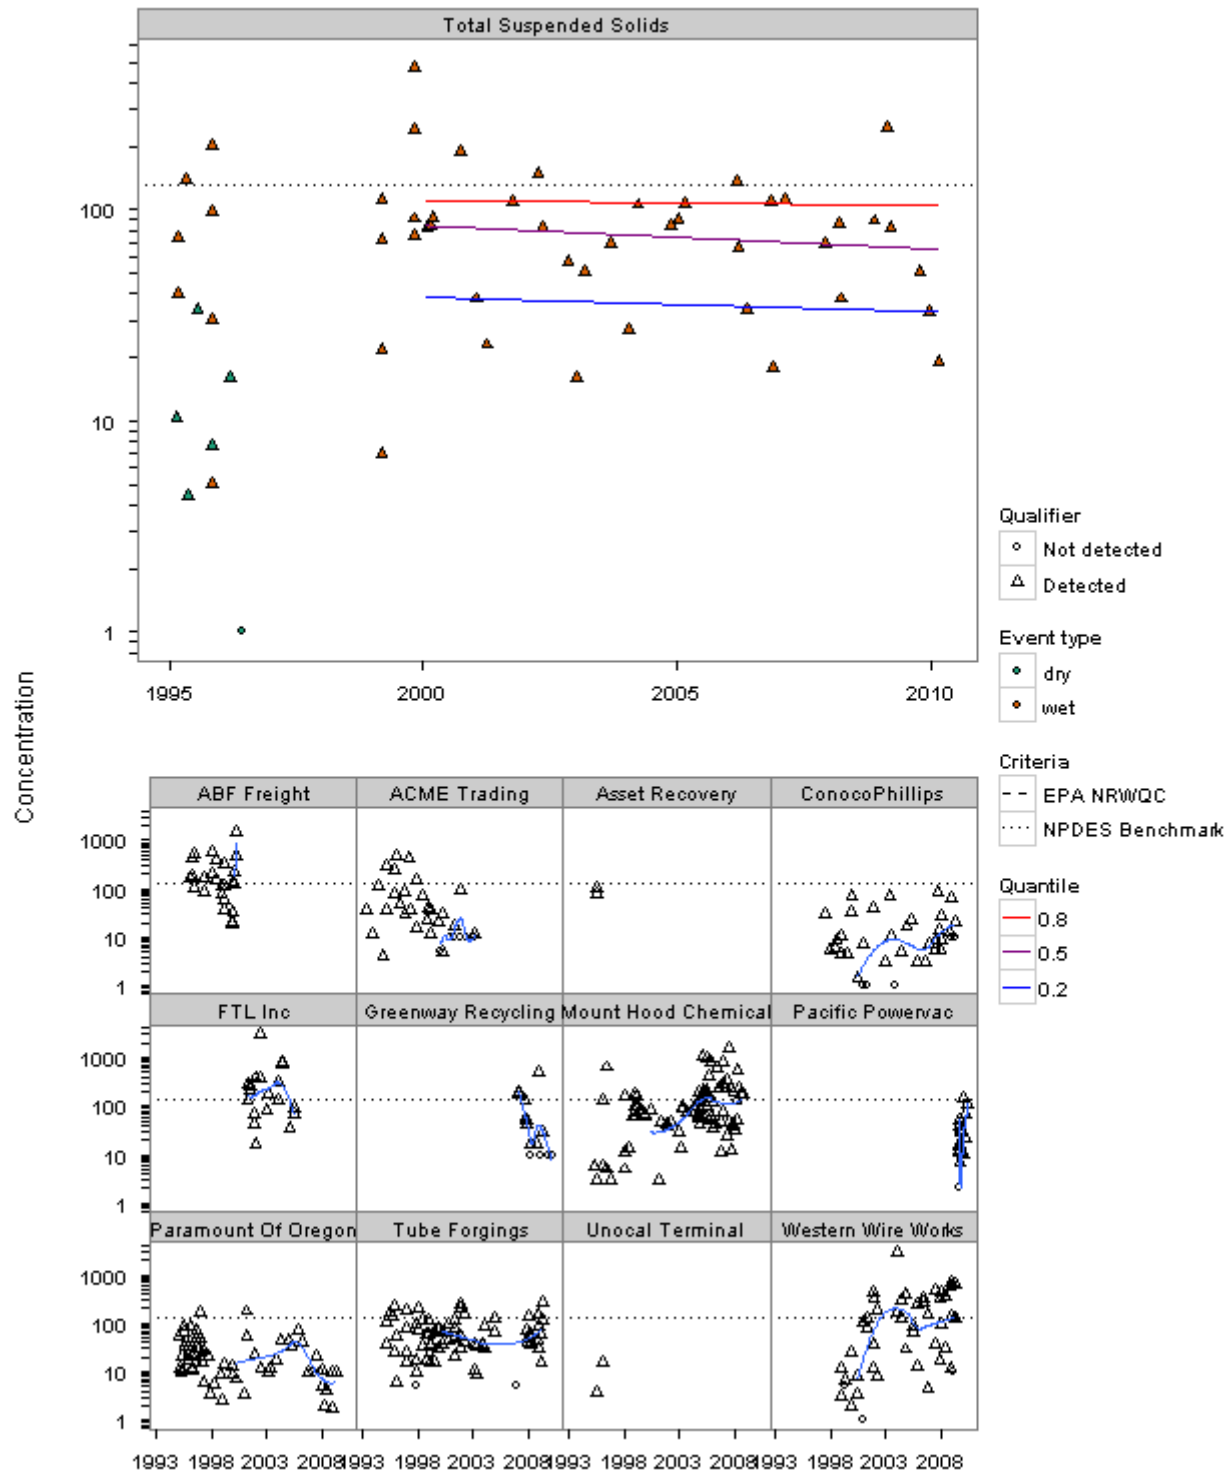 Total Suspended Solids
100
10
1
1995 2000 2005 2010
Concentration
Qualifier
Not detected
Detected
Event type
dry
wet
Criteria
EPA NRWQC
NPDES Benchmark
Quantile
0.8
0.5
0.2
ABF Freight ACME Trading Asset Recovery ConocoPhillips
1000
100
10
1
FTL Inc Greenway Recycling Mount Hood Chemical Pacific Powervac
1000
100
10
1
Paramount Of Oregon Tube Forgings Unocal Terminal Western Wire Works
1000
100
10
1
1993 1998 2003 2008 1993 1998 2003 2008 1993 1998 2003 2008 1993 1998 2003 2008